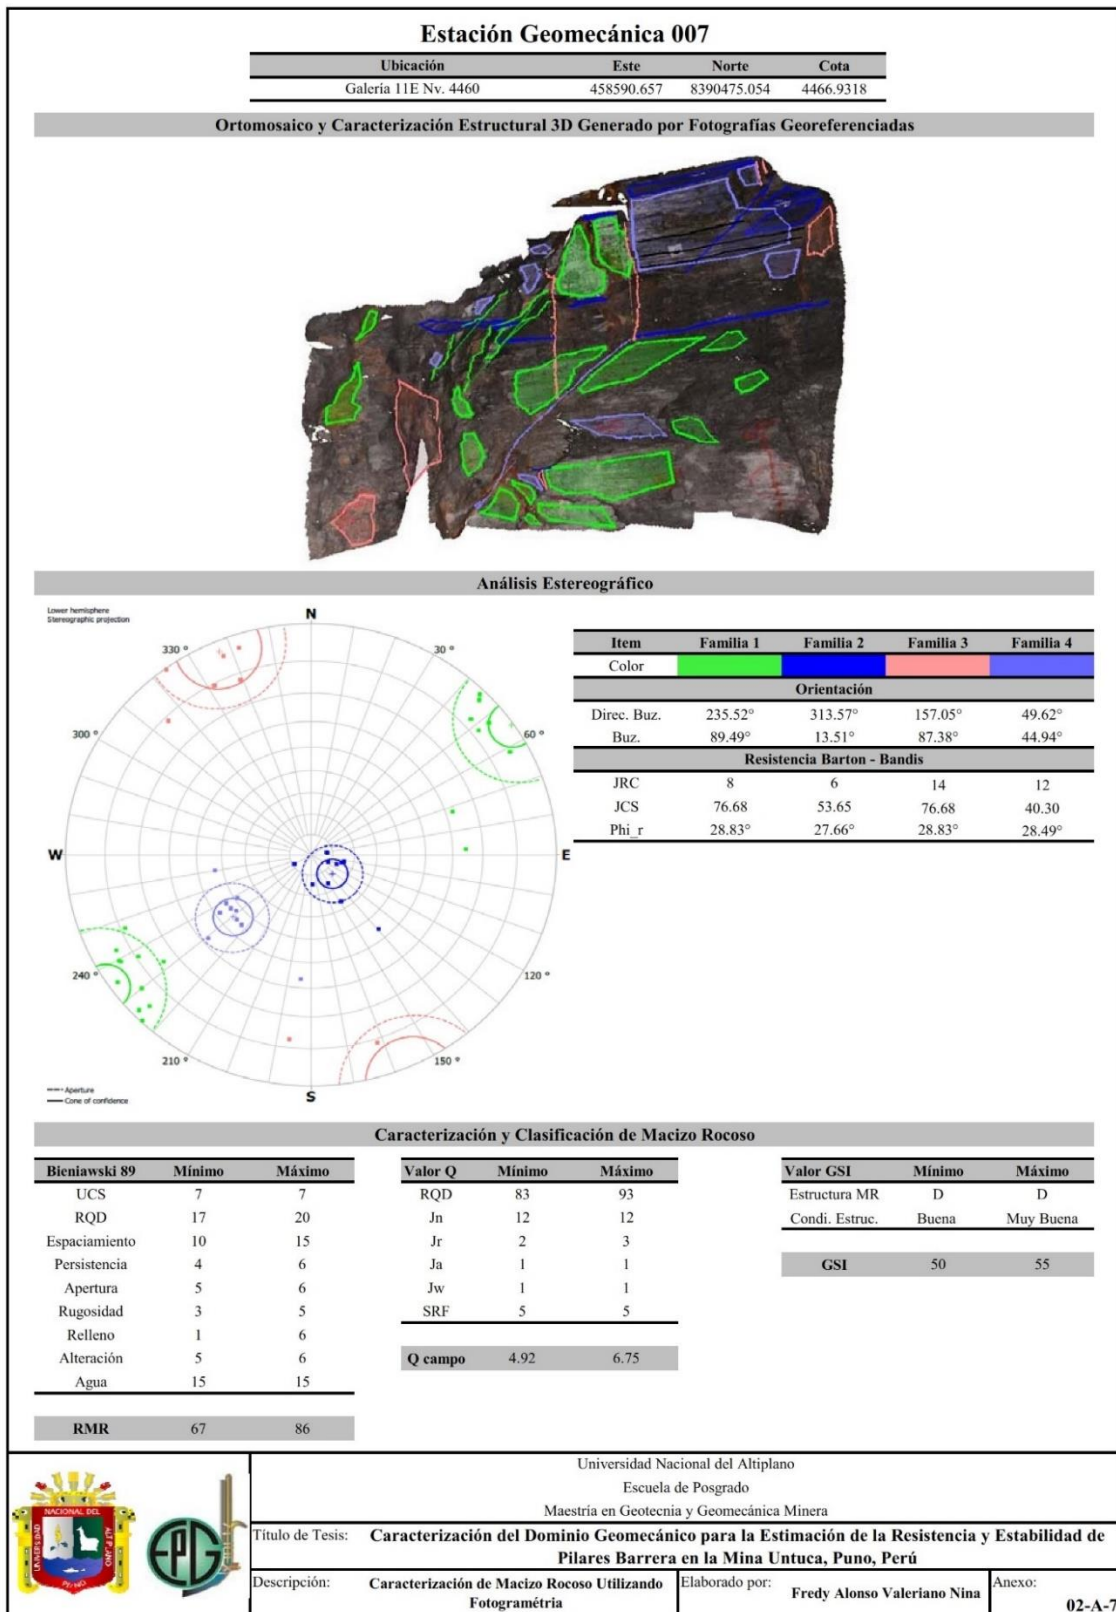 Estación Geomecánica 007
Ubicación Este Norte Cota
Galería 11E Nv. 4460 458590.657 8390475.054 4466.9318
Ortomosaico y Caracterización Estructural 3D Generado por Fotografías Georeferenciadas
Análisis Estereográfico
Lower hemisphere
Stereographic projection
N
330 °
30 °
300 °
60 °
W
E
240 °
120 °
210 °
150 °
S
Aperture
Cone of confidence
Item Familia 1 Familia 2 Familia 3 Familia 4
Color
Orientación
Direc. Buz. 235.52° 313.57° 157.05° 49.62°
Buz. 89.49° 13.51° 87.38° 44.94°
Resistencia Barton - Bandis
JRC 8 6 14 12
JCS 76.68 53.65 76.68 40.30
Phi_r 28.83° 27.66° 28.83° 28.49°
Caracterización y Clasificación de Macizo Rocoso
Bieniawski 89 Mínimo Máximo
UCS 7 7
RQD 17 20
Espaciamiento 10 15
Persistencia 4 6
Apertura 5 6
Rugosidad 3 5
Relleno 1 6
Alteración 5 6
Agua 15 15
RMR 67 86
Valor Q Mínimo Máximo
RQD 83 93
Jn 12 12
Jr 2 3
Ja 1 1
Jw 1 1
SRF 5 5
Q campo 4.92 6.75
Valor GSI Mínimo Máximo
Estructura MR D D
Condi. Estruc. Buena Muy Buena
GSI 50 55
UNIVERSIDAD NACIONAL DEL ALTIPLANO
PUNO
EPG
Universidad Nacional del Altiplano
Escuela de Posgrado
Maestría en Geotecnia y Geomecánica Minera
Título de Tesis: Caracterización del Dominio Geomecánico para la Estimación de la Resistencia y Estabilidad de
Pilares Barrera en la Mina Untuca, Puno, Perú
Descripción: Caracterización de Macizo Rocoso Utilizando
Fotogramétria
Elaborado por: Fredy Alonso Valeriano Nina
Anexo:
02-A-7